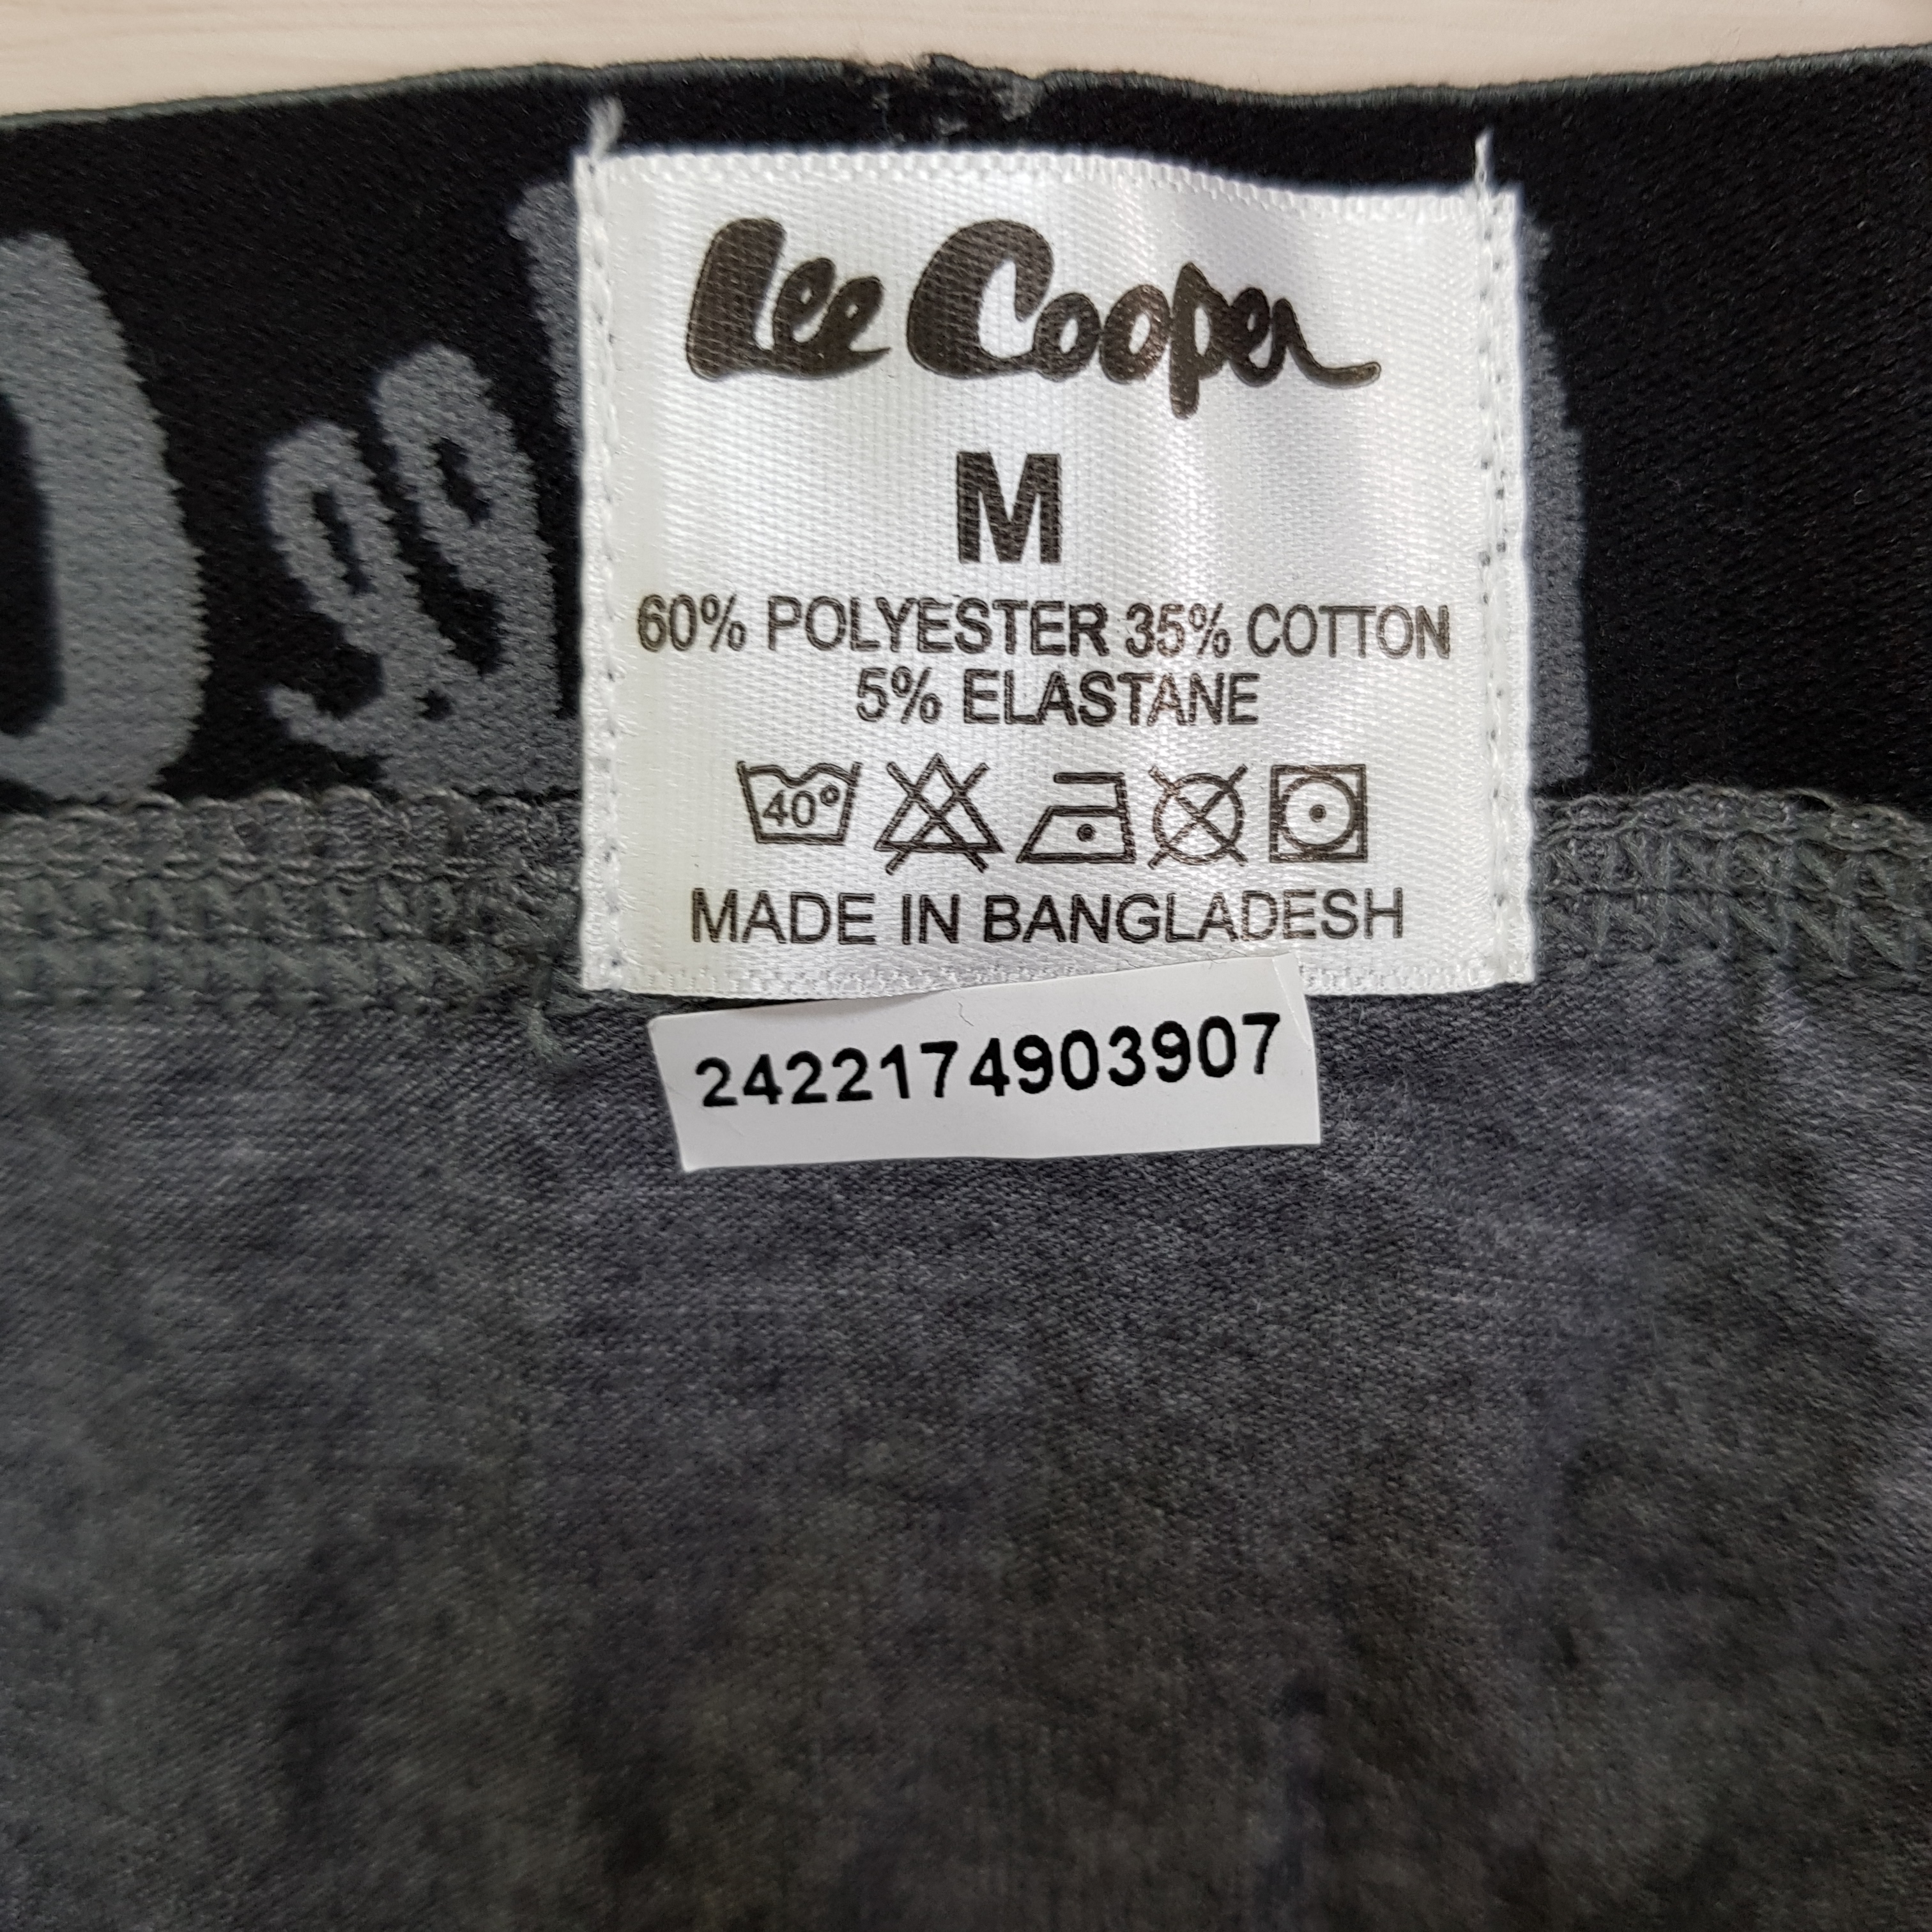 Lee Cooper
M
60% POLYESTER 35% COTTON
5% ELASTANE
40°
MADE IN BANGLADESH
2422174903907